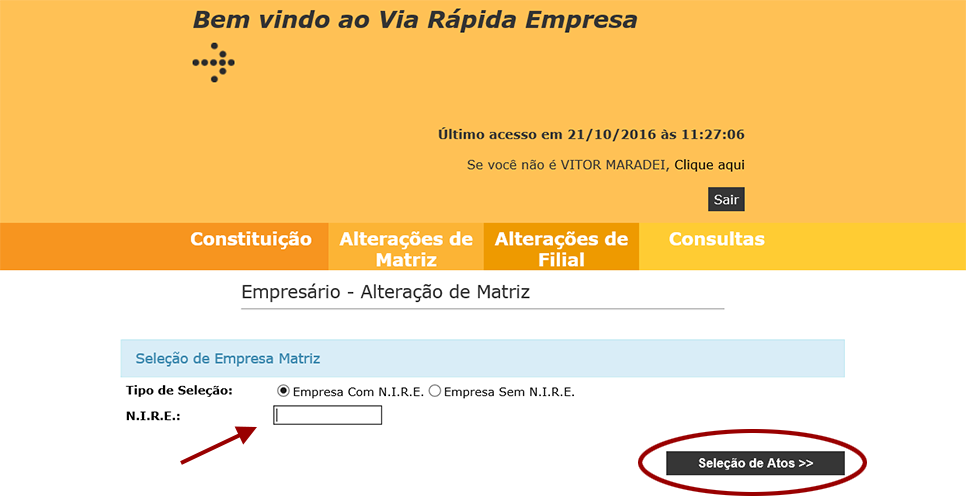 Bem vindo ao Via Rápida Empresa
Último acesso em 21/10/2016 às 11:27:06
Se você não é VITOR MARADEI, Clique aqui
Sair
Constituição
Alterações de
Matriz
Alterações de
Filial
Consultas
Empresário - Alteração de Matriz
Seleção de Empresa Matriz
Tipo de Seleção: Empresa Com N.I.R.E. Empresa Sem N.I.R.E.
N.I.R.E.:
Seleção de Atos >>